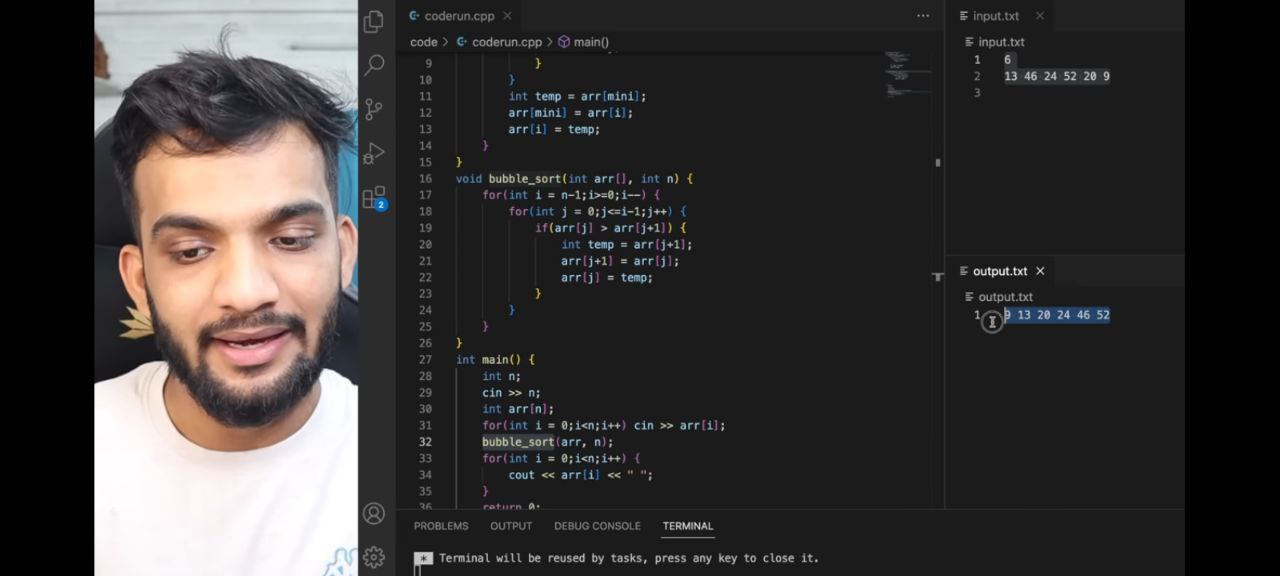 coderun.cpp
code > coderun.cpp > main()
9 }
10 }
11 int temp = arr[mini];
12 arr[mini] = arr[i];
13 arr[i] = temp;
14 }
15 }
16 void bubble_sort(int arr[], int n) {
17 for(int i = n-1;i>=0;i--) {
18 for(int j = 0;j<=i-1;j++) {
19 if(arr[j] > arr[j+1]) {
20 int temp = arr[j+1];
21 arr[j+1] = arr[j];
22 arr[j] = temp;
23 }
24 }
25 }
26 }
27 int main() {
28 int n;
29 cin >> n;
30 int arr[n];
31 for(int i = 0;i<n;i++) cin >> arr[i];
32 bubble_sort(arr, n);
33 for(int i = 0;i<n;i++) {
34 cout << arr[i] << " ";
35 }
36 return 0;
input.txt
input.txt
1 6
2 13 46 24 52 20 9
3
output.txt
output.txt
1 9 13 20 24 46 52
2
PROBLEMS OUTPUT DEBUG CONSOLE TERMINAL
* Terminal will be reused by tasks, press any key to close it.